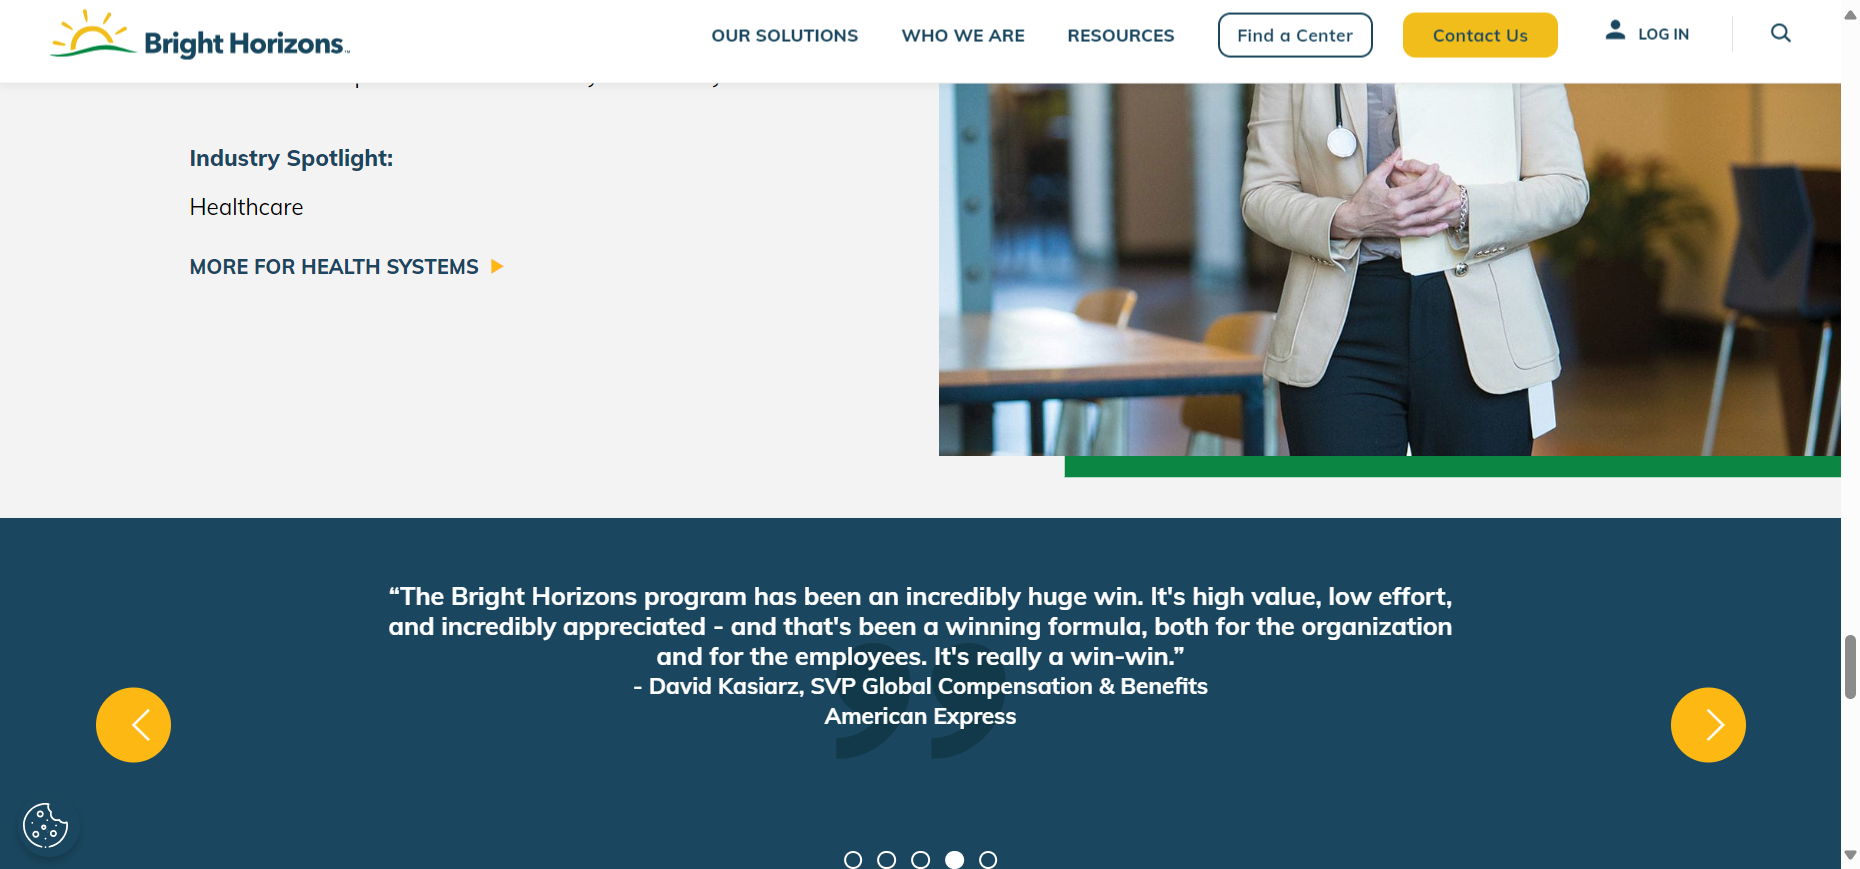 Bright Horizons
OUR SOLUTIONS
WHO WE ARE
RESOURCES
Find a Center
Contact Us
LOG IN
Industry Spotlight:
Healthcare
MORE FOR HEALTH SYSTEMS
“The Bright Horizons program has been an incredibly huge win. It's high value, low effort,
and incredibly appreciated - and that's been a winning formula, both for the organization
and for the employees. It's really a win-win.”
- David Kasiarz, SVP Global Compensation & Benefits
American Express